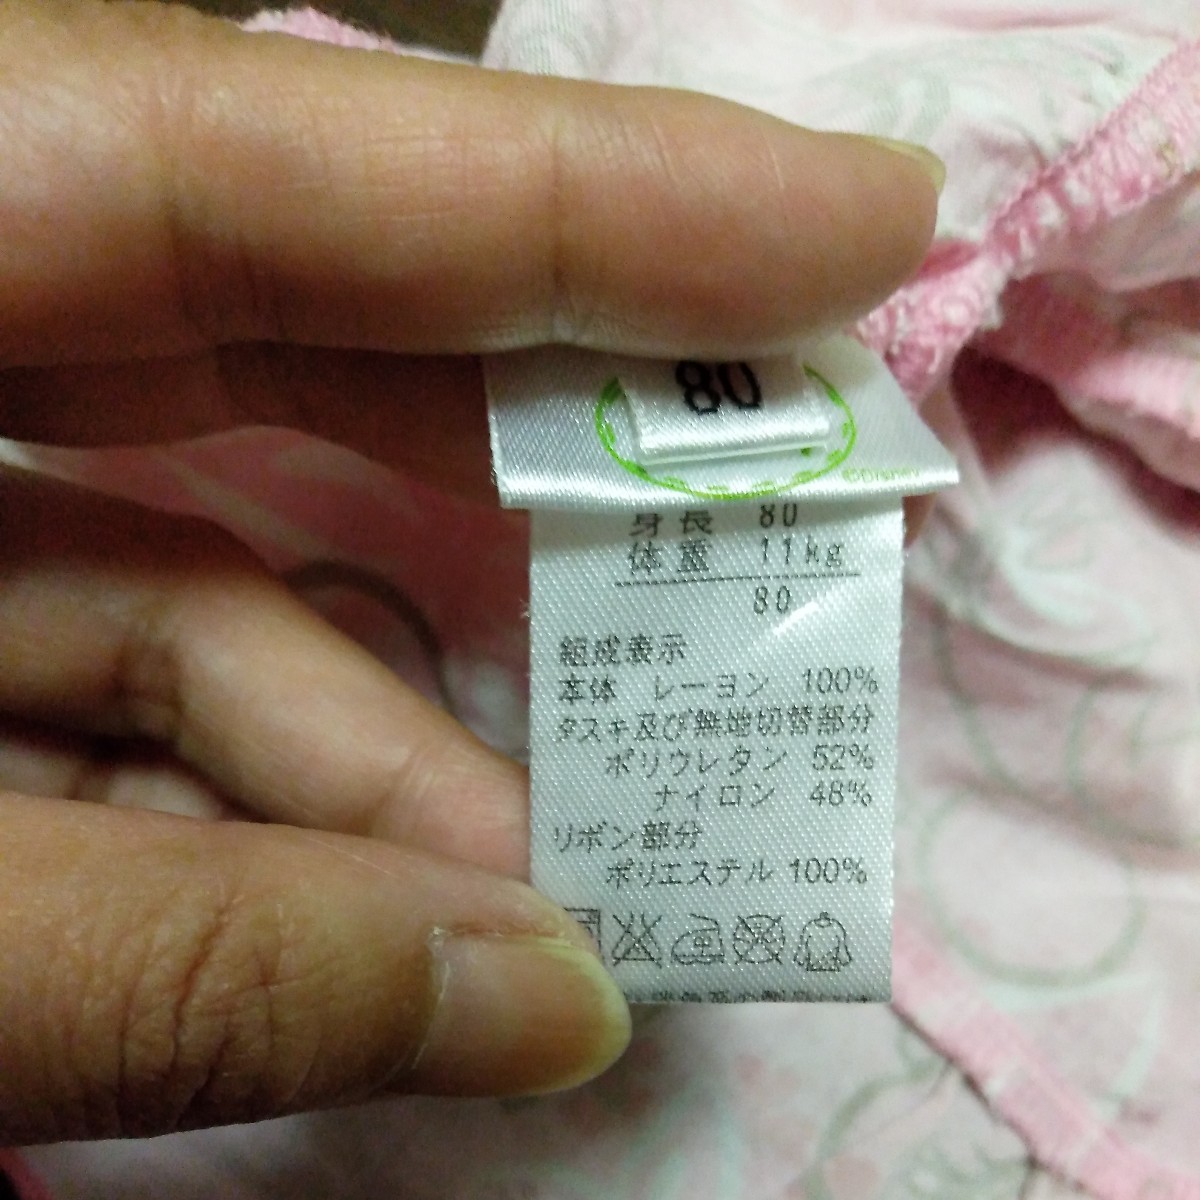 80
©Disney
身長 80
体重 11kg
80
組成表示
本体 レーヨン 100%
タスキ及び無地切替部分
ポリウレタン 52%
ナイロン 48%
リボン部分
ポリエステル 100%